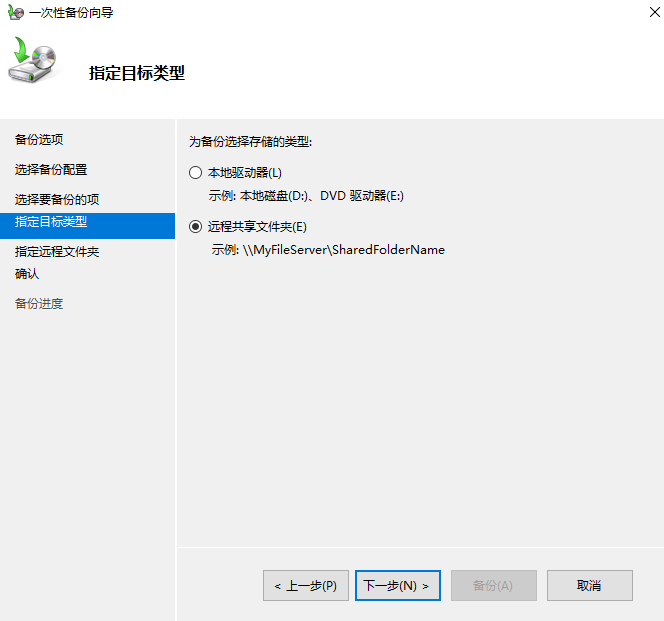 一次性备份向导
指定目标类型
备份选项
选择备份配置
选择要备份的项
指定目标类型
指定远程文件夹
确认
备份进度
为备份选择存储的类型:
本地驱动器(L)
示例: 本地磁盘(D:)、DVD 驱动器(E:)
远程共享文件夹(E)
示例: \\MyFileServer\SharedFolderName
< 上一步(P) 下一步(N) > 备份(A) 取消